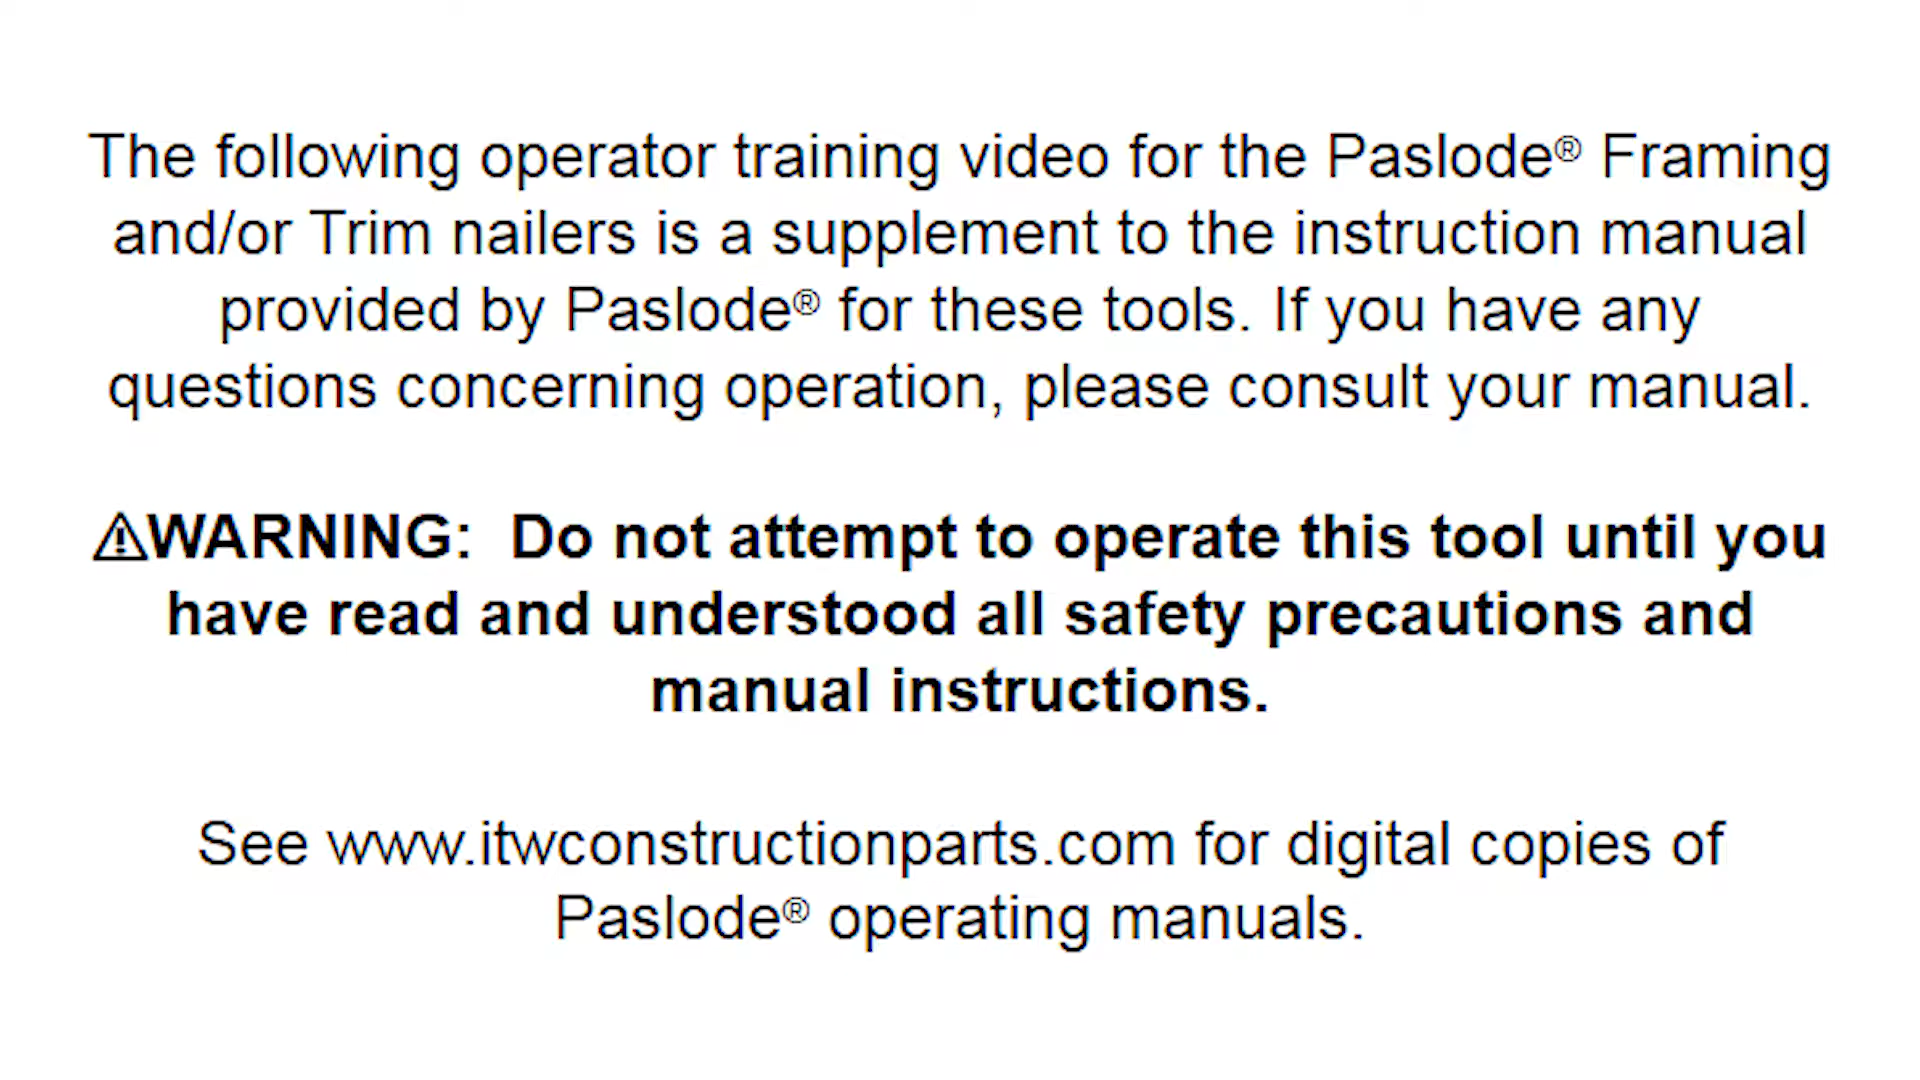 The following operator training video for the Paslode® Framing
and/or Trim nailers is a supplement to the instruction manual
provided by Paslode® for these tools. If you have any
questions concerning operation, please consult your manual.
⚠WARNING:  Do not attempt to operate this tool until you
have read and understood all safety precautions and
manual instructions.
See www.itwconstructionparts.com for digital copies of
Paslode® operating manuals.